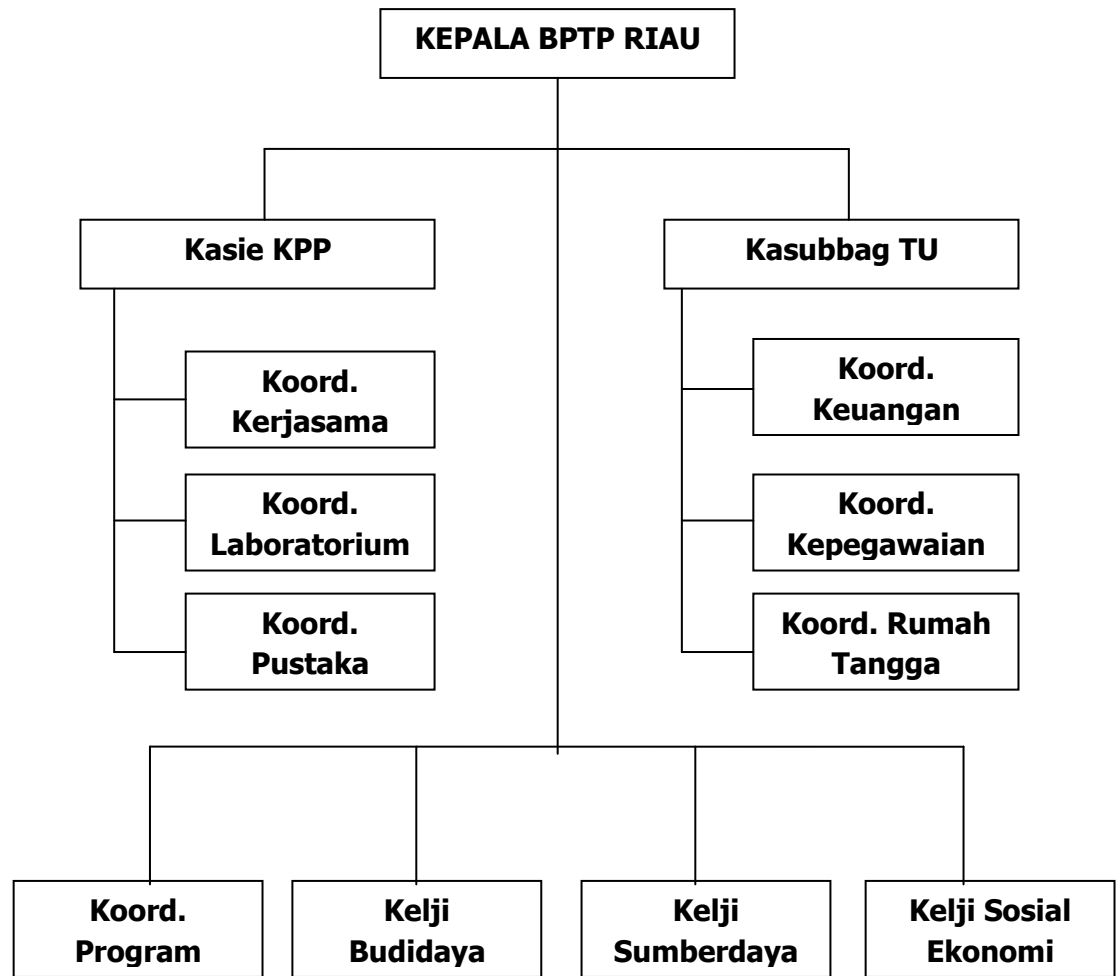 KEPALA BPTP RIAU
Kasie KPP
Kasubbag TU
Koord.
Kerjasama
Koord.
Keuangan
Koord.
Laboratorium
Koord.
Kepegawaian
Koord.
Pustaka
Koord. Rumah
Tangga
Koord.
Program
Kelji
Budidaya
Kelji
Sumberdaya
Kelji Sosial
Ekonomi